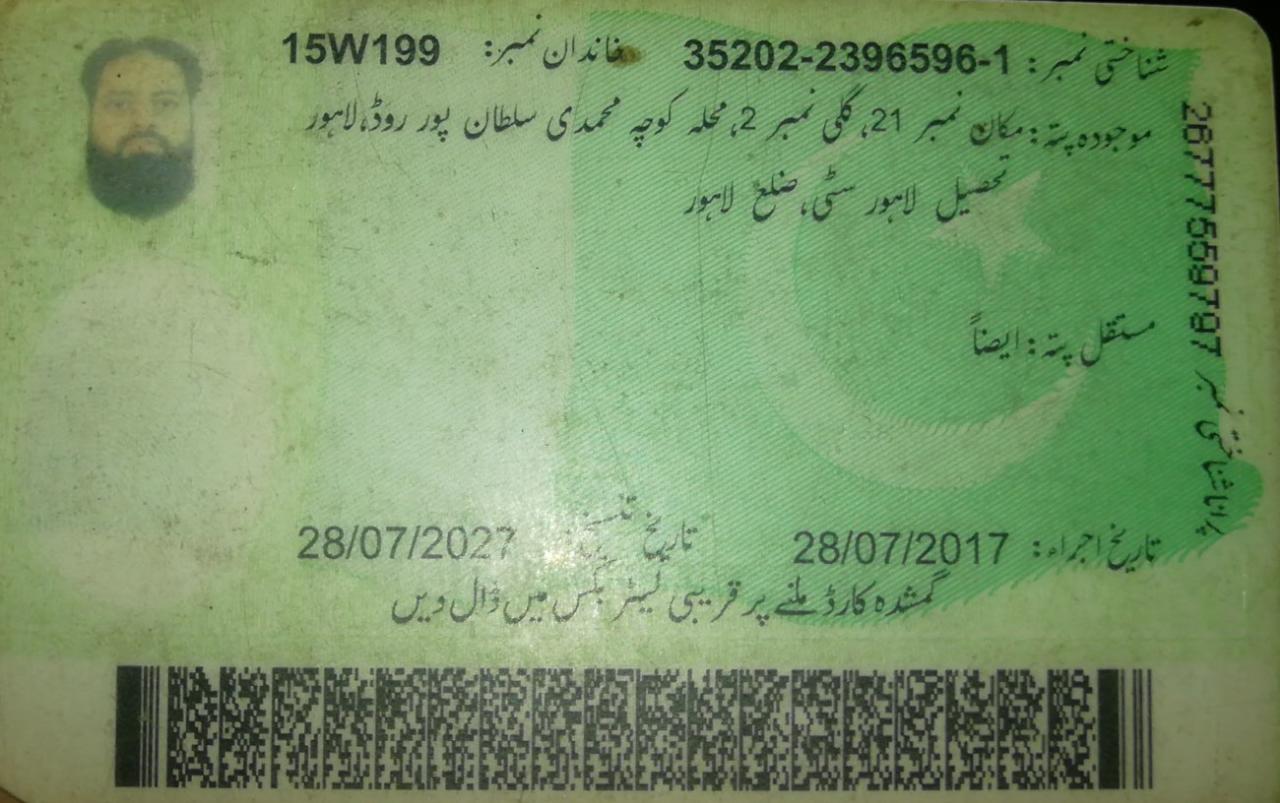 شناختی نمبر: 35202-2396596-1 خاندان نمبر: 15W199
موجودہ پتہ: مکان نمبر 21، گلی نمبر 2، محلہ کوچہ محمدی سلطان پور روڈ، لاہور
تحصیل لاہور سٹی، ضلع لاہور
مستقل پتہ: ایضاً
تاریخ اجراء: 28/07/2017 تاریخ تنسیخ: 28/07/2027
گمشدہ کارڈ ملنے پر قریبی لیٹر بکس میں ڈال دیں
شناختی نمبر